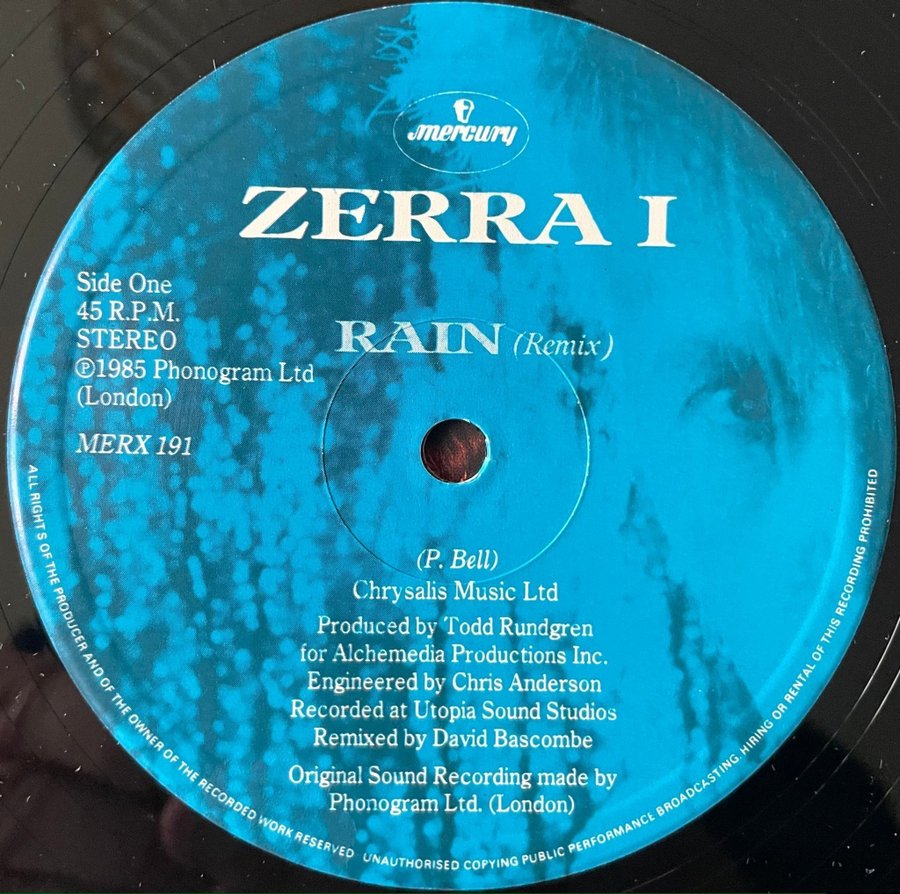 mercury
ZERRA I
Side One
45 R.P.M.
STEREO
℗1985 Phonogram Ltd
(London)
MERX 191
RAIN (Remix)
(P. Bell)
Chrysalis Music Ltd
Produced by Todd Rundgren
for Alchemedia Productions Inc.
Engineered by Chris Anderson
Recorded at Utopia Sound Studios
Remixed by David Bascombe
Original Sound Recording made by
Phonogram Ltd. (London)
ALL RIGHTS OF THE PRODUCER AND OF THE OWNER OF THE RECORDED WORK RESERVED UNAUTHORISED COPYING PUBLIC PERFORMANCE BROADCASTING, HIRING OR RENTAL OF THIS RECORDING PROHIBITED